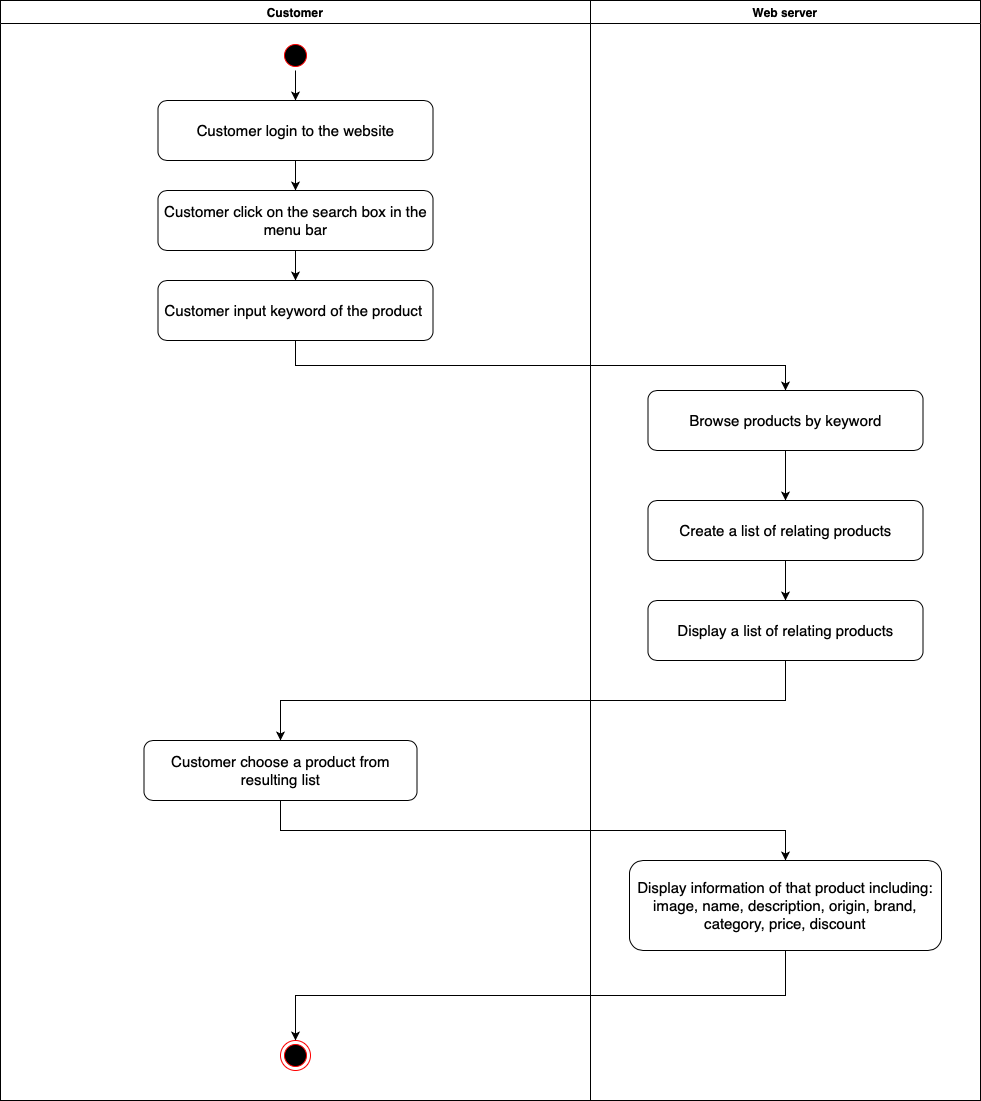 Customer
Web server
Customer login to the website
Customer click on the search box in the
menu bar
Customer input keyword of the product
Browse products by keyword
Create a list of relating products
Display a list of relating products
Customer choose a product from
resulting list
Display information of that product including:
image, name, description, origin, brand,
category, price, discount